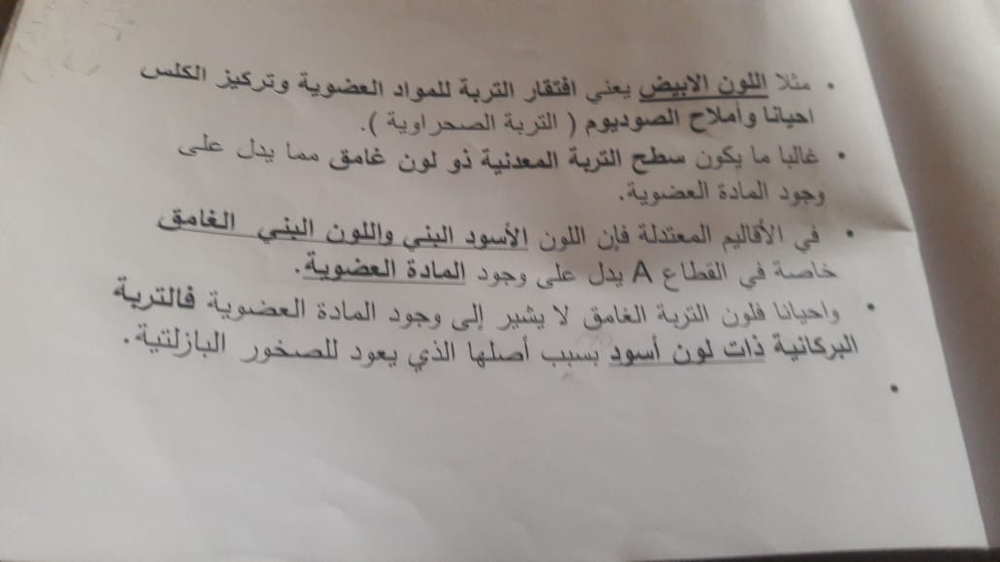 • مثلا اللون الابيض يعني افتقار التربة للمواد العضوية وتركيز الكلس
احيانا وأملاح الصوديوم ( التربة الصحراوية ).
• غالبا ما يكون سطح التربة المعدنية ذو لون غامق مما يدل على
وجود المادة العضوية.
• في الأقاليم المعتدلة فإن اللون الأسود البني واللون البني الغامق
خاصة في القطاع A يدل على وجود المادة العضوية.
• واحيانا فلون التربة الغامق لا يشير إلى وجود المادة العضوية فالتربة
البركانية ذات لون أسود بسبب أصلها الذي يعود للصخور البازلتية.
•